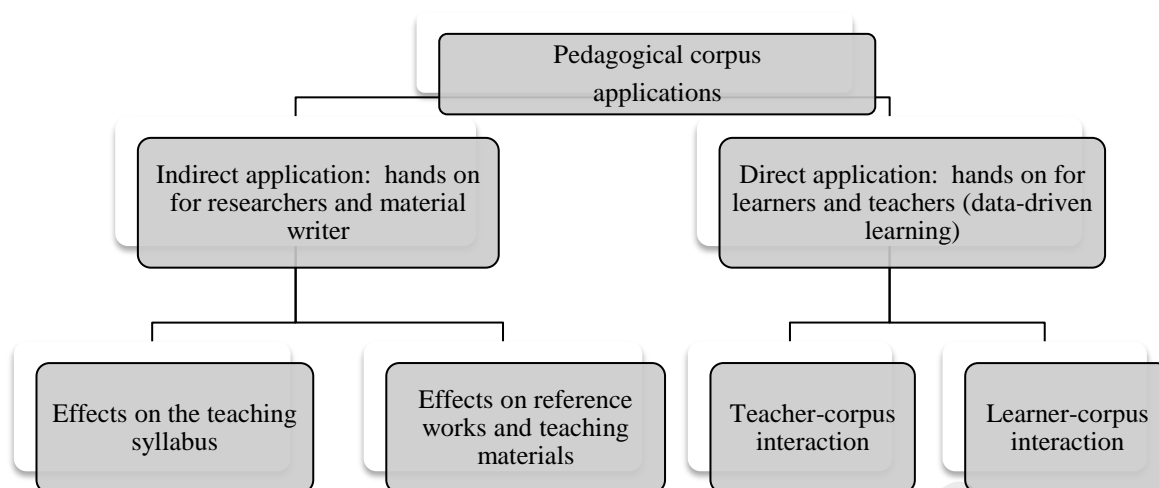 Pedagogical corpus
applications
Indirect application:  hands on
for researchers and material
writer
Direct application:  hands on for
learners and teachers (data-driven
learning)
Effects on the teaching
syllabus
Effects on reference
works and teaching
materials
Teacher-corpus
interaction
Learner-corpus
interaction